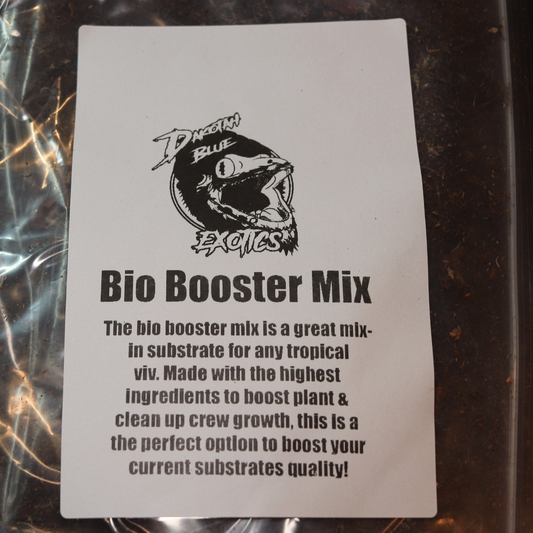 DACOTAH
BLUE
EXOTICS
Bio Booster Mix
The bio booster mix is a great mix-
in substrate for any tropical
viv. Made with the highest
ingredients to boost plant &
clean up crew growth, this is a
the perfect option to boost your
current substrates quality!